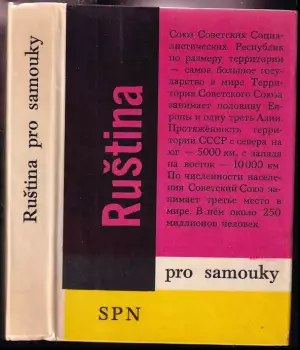 Ruština pro samouky
Ruština
Союз Советских Социа-
листических Республик
по размеру территории
— самое большое госу-
дарство в мире. Терри-
тория Советского Союза
занимает половину Ев-
ропы и одну треть Азии.
Протяжённость терри-
тории СССР с севера на
юг — 5000 км, с запада
на восток — 10 000 км.
По численности населе-
ния Советский Союз за-
нимает третье место в
мире. В нём около 250
миллионов человек.
pro samouky
SPN